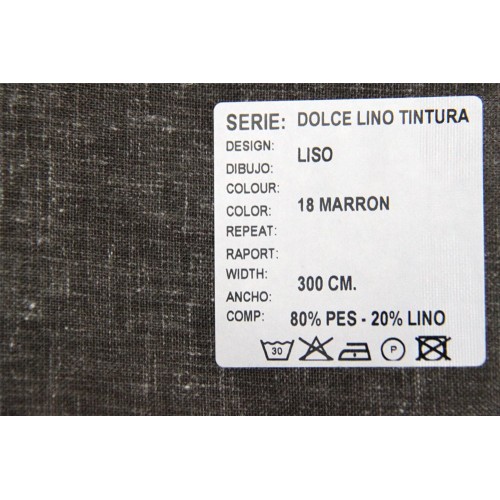 SERIE: DOLCE LINO TINTURA
DESIGN:
DIBUJO: LISO
COLOUR:
COLOR: 18 MARRON
REPEAT:
RAPORT:
WIDTH:
ANCHO: 300 CM.
COMP: 80% PES - 20% LINO
30 P